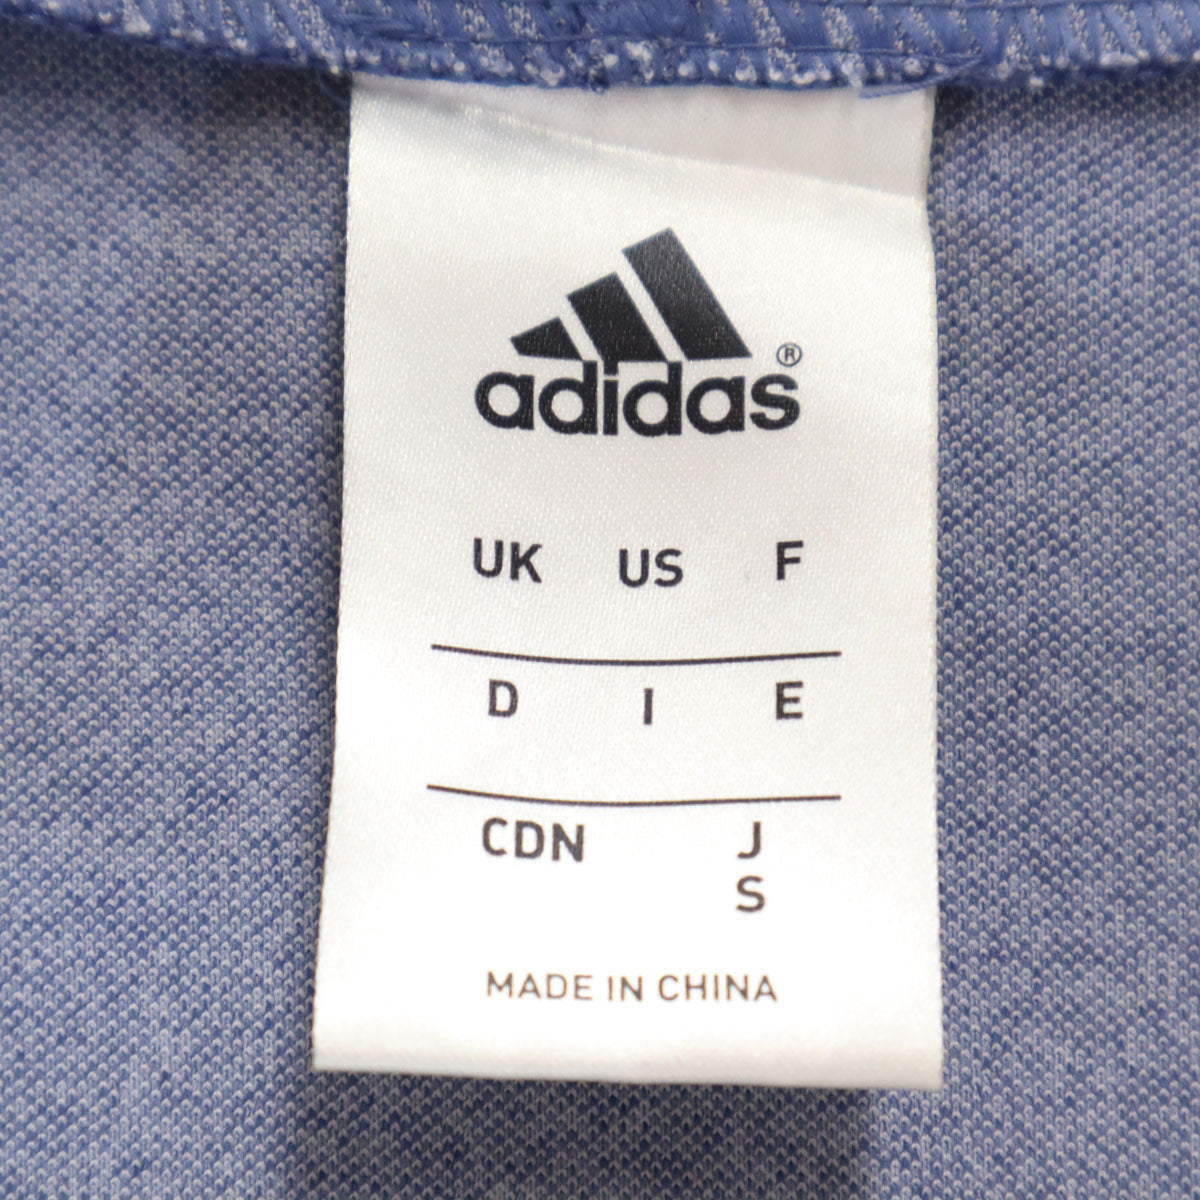 adidas®
UK US F
D I E
CDN J
S
MADE IN CHINA